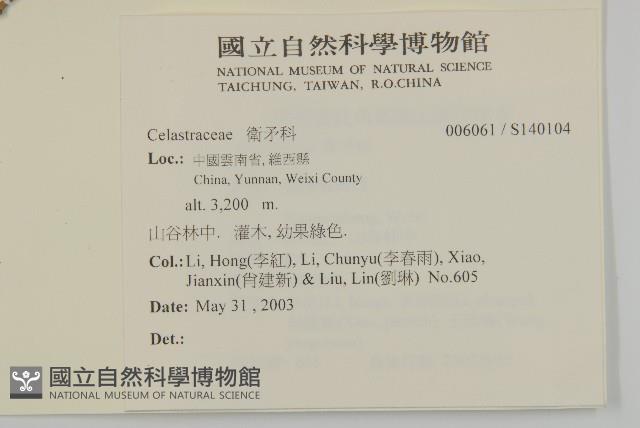 國立自然科學博物館
NATIONAL MUSEUM OF NATURAL SCIENCE
TAICHUNG, TAIWAN, R.O.CHINA
Celastraceae 衛矛科 006061 / S140104
Loc.: 中國雲南省, 維西縣
China, Yunnan, Weixi County
alt. 3,200 m.
山谷林中. 灌木, 幼果綠色.
Col.: Li, Hong(李紅), Li, Chunyu(李春雨), Xiao,
Jianxin(肖建新) & Liu, Lin(劉琳) No.605
Date: May 31 , 2003
Det.:
國立自然科學博物館
NATIONAL MUSEUM OF NATURAL SCIENCE